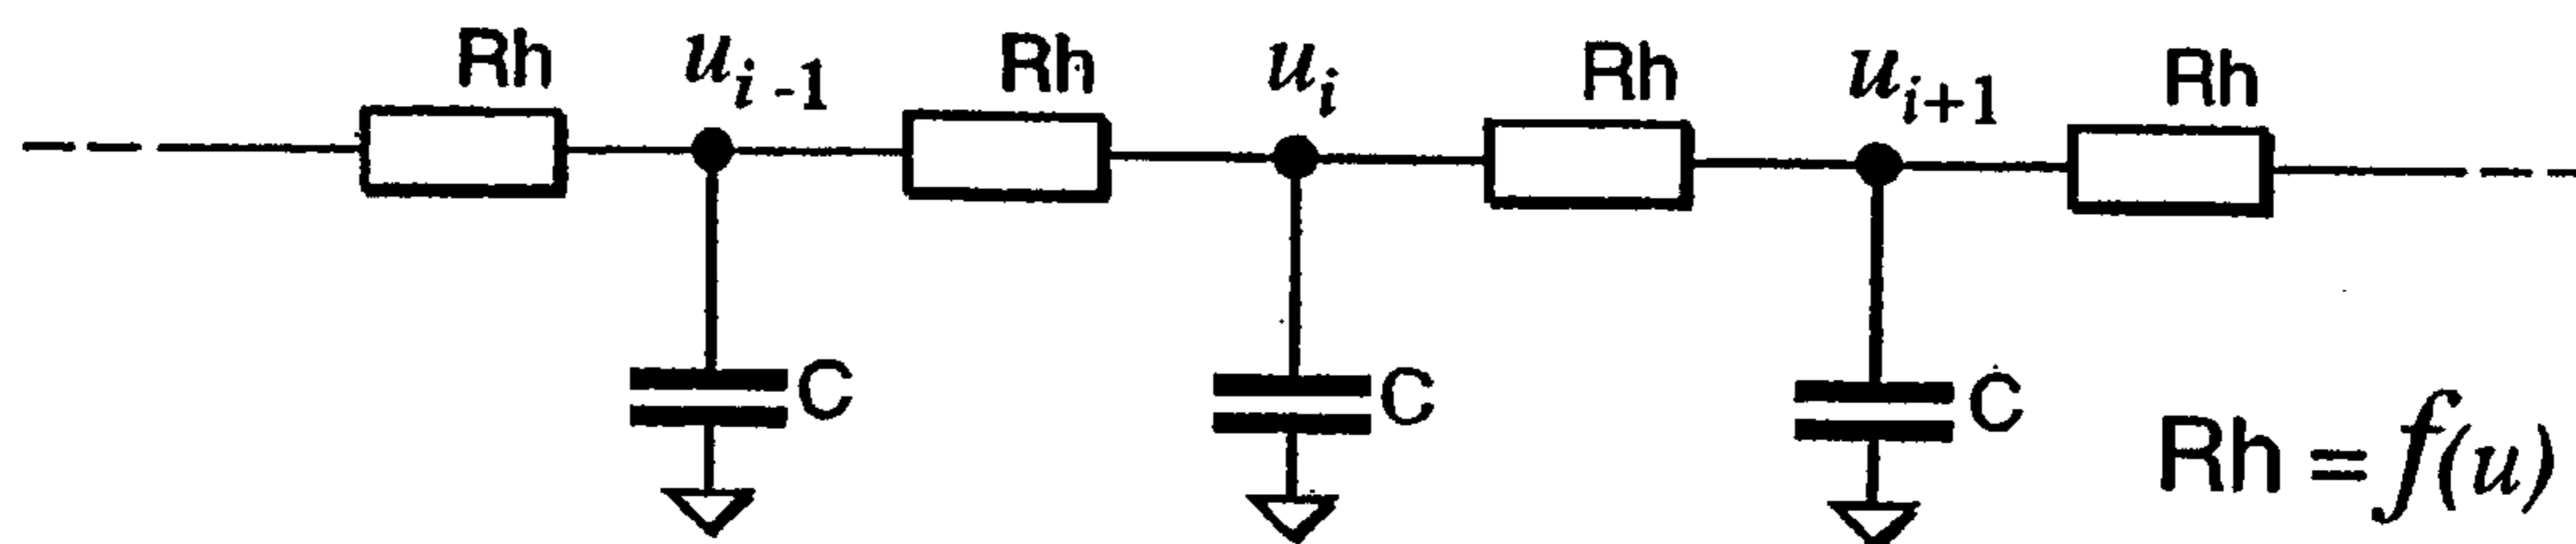 Rh u_{i-1} Rh u_i Rh u_{i+1} Rh
C C C
Rh = f(u)